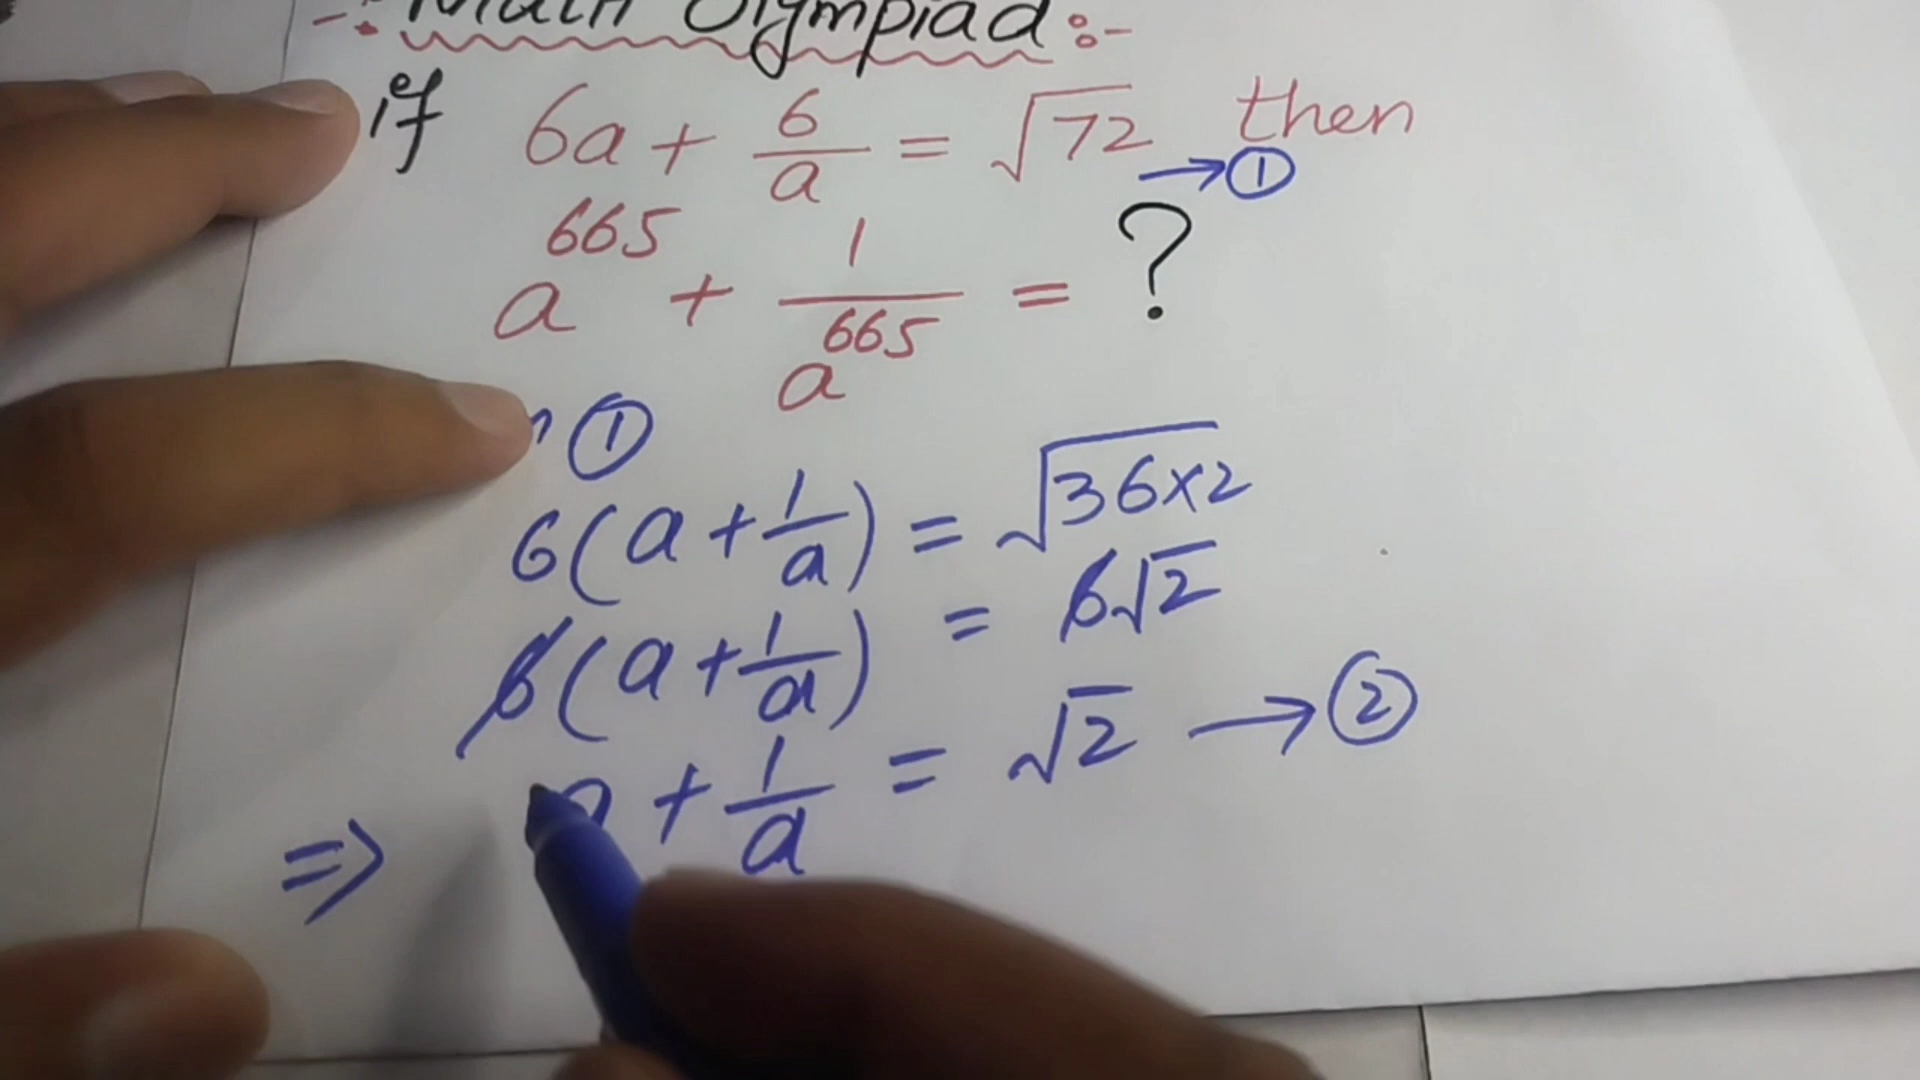 Math Olympiad :-
if 6a + 6/a = √72 then
→ ①
a^665 + 1/a^665 = ?
①
6(a + 1/a) = √36×2
6(a + 1/a) = 6√2
⇒ a + 1/a = √2 → ②